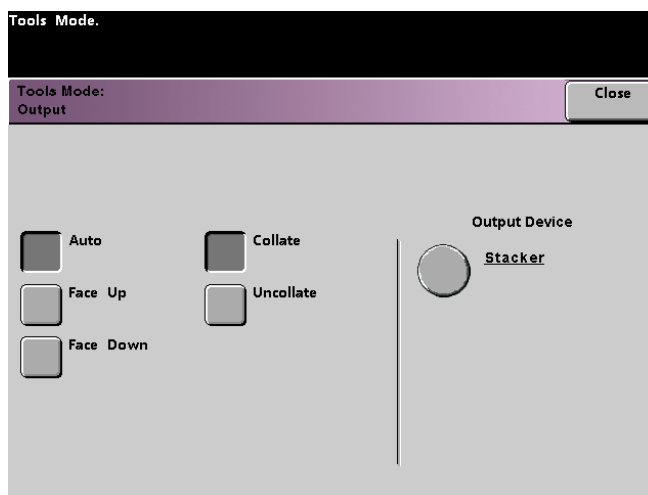 Tools Mode.
Tools Mode:
Output
Close
Auto
Face Up
Face Down
Collate
Uncollate
Output Device
Stacker